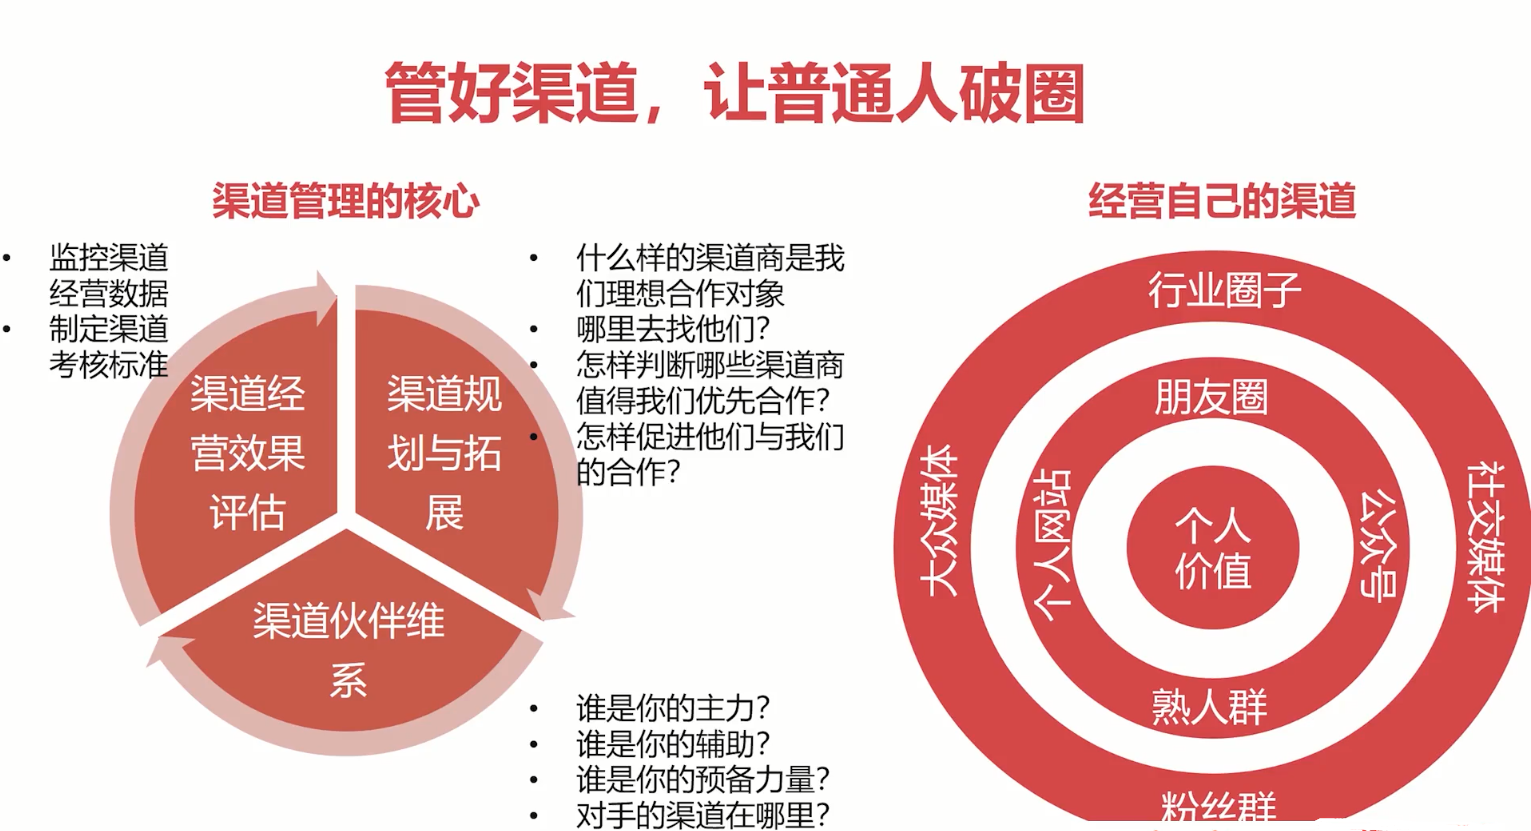 管好渠道，让普通人破圈
渠道管理的核心
• 监控渠道
经营数据
• 制定渠道
考核标准
渠道经
营效果
评估
渠道规
划与拓
展
渠道伙伴维
系
• 什么样的渠道商是我
们理想合作对象
• 哪里去找他们？
• 怎样判断哪些渠道商
值得我们优先合作？
• 怎样促进他们与我们
的合作？
• 谁是你的主力？
• 谁是你的辅助？
• 谁是你的预备力量？
• 对手的渠道在哪里？
经营自己的渠道
行业圈子
朋友圈
大众媒体
个人网站
个人
价值
公众号
社交媒体
熟人群
粉丝群